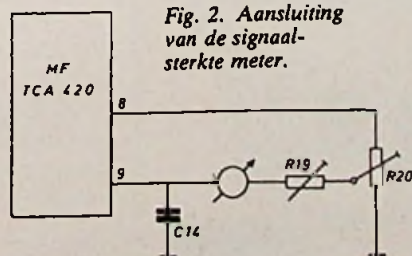 Fig. 2. Aansluiting
van de signaal-
sterkte meter.
MF
TCA 420
8
9
R19
R20
C14